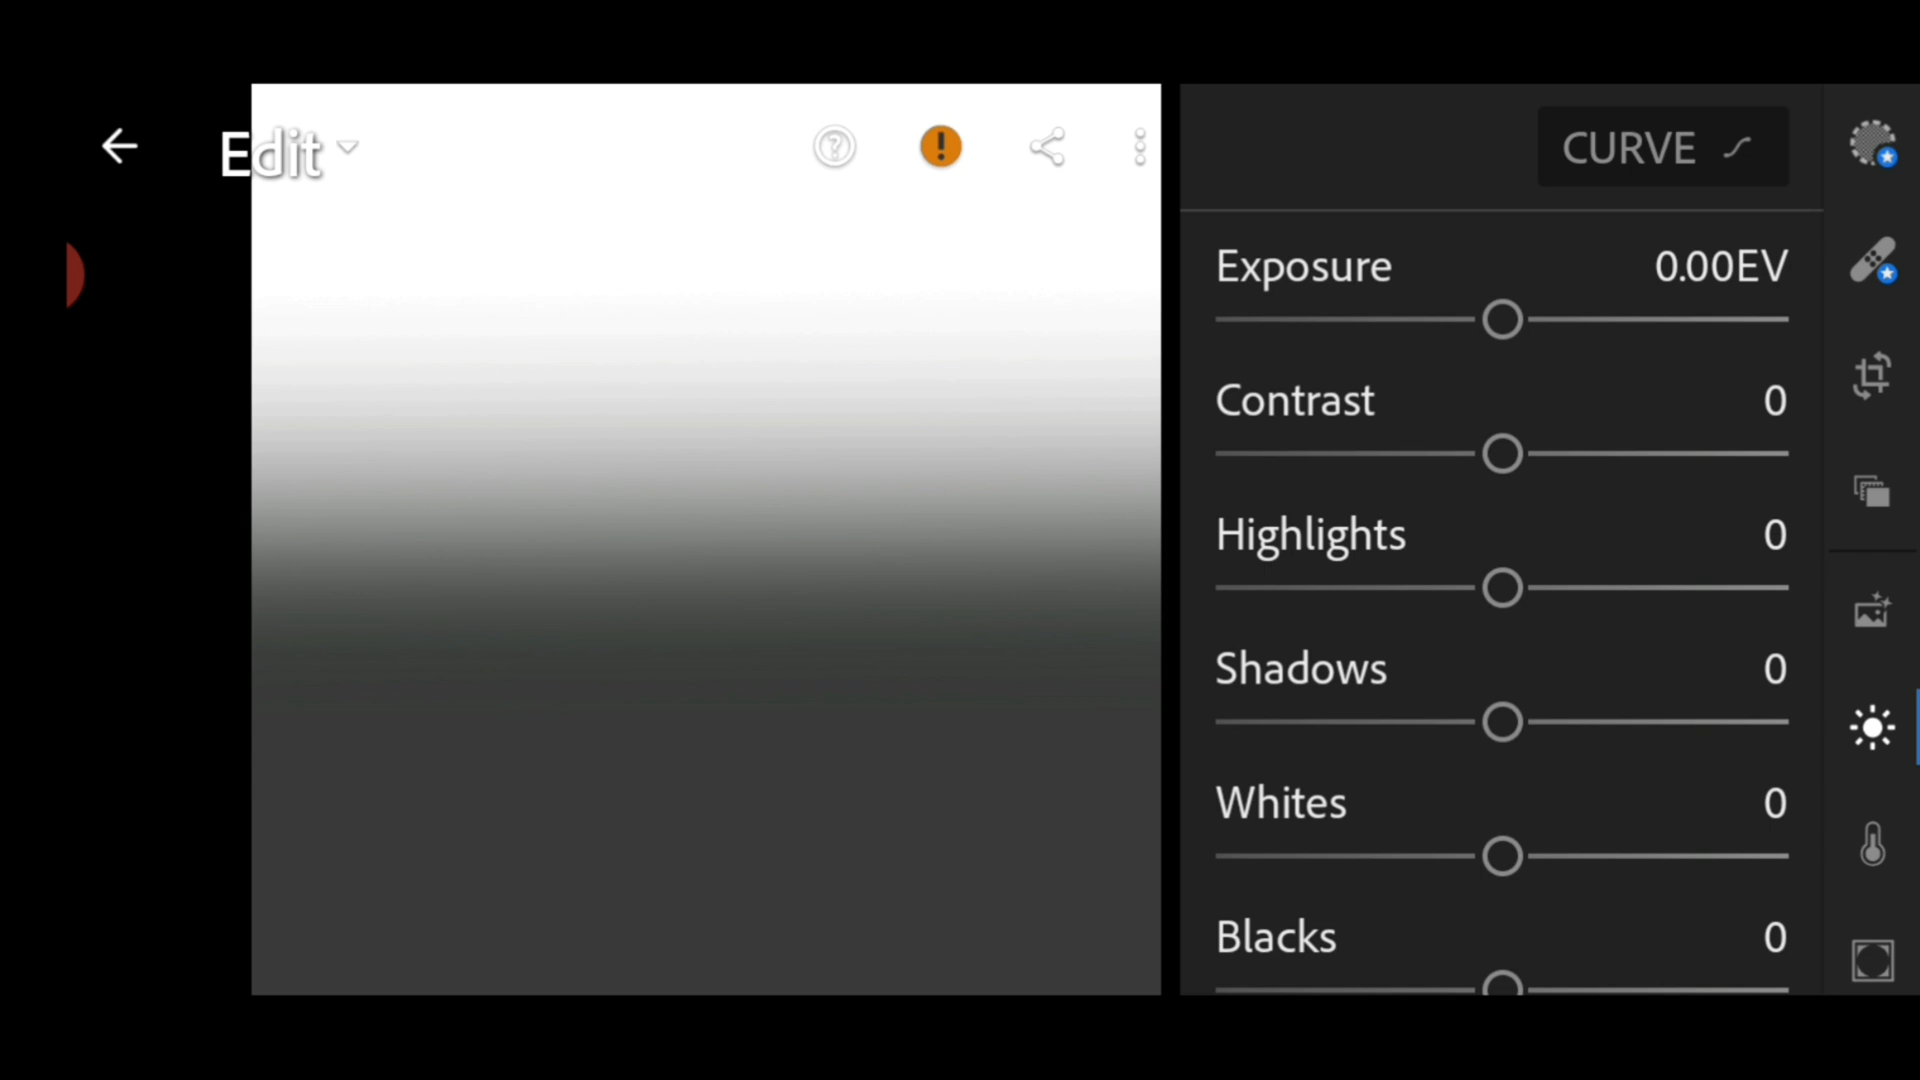 Edit
CURVE
Exposure 0.00EV
Contrast 0
Highlights 0
Shadows 0
Whites 0
Blacks 0